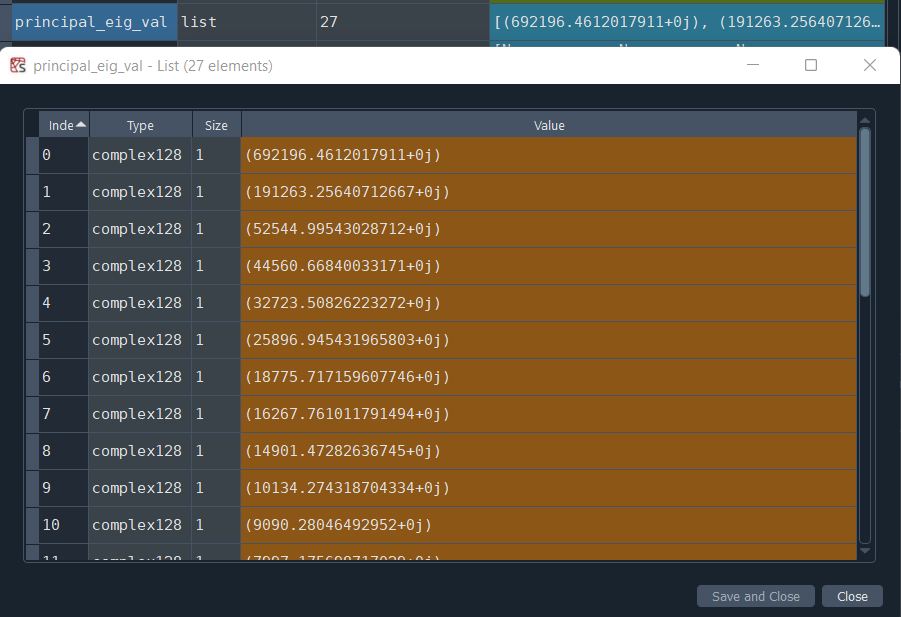 principal_eig_val list 27 [(692196.4612017911+0j), (191263.256407126…
principal_eig_val - List (27 elements)
Inde Type Size Value
0 complex128 1 (692196.4612017911+0j)
1 complex128 1 (191263.25640712667+0j)
2 complex128 1 (52544.99543028712+0j)
3 complex128 1 (44560.66840033171+0j)
4 complex128 1 (32723.50826223272+0j)
5 complex128 1 (25896.945431965803+0j)
6 complex128 1 (18775.717159607746+0j)
7 complex128 1 (16267.761011791494+0j)
8 complex128 1 (14901.47282636745+0j)
9 complex128 1 (10134.274318704334+0j)
10 complex128 1 (9090.28046492952+0j)
11 complex128 1
Save and Close Close